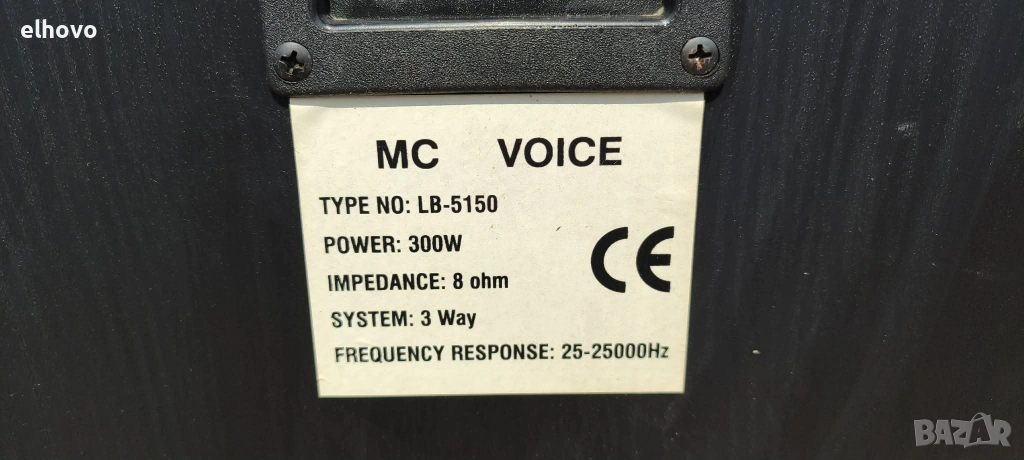 elhovo
MC VOICE
TYPE NO: LB-5150
POWER: 300W
IMPEDANCE: 8 ohm
CE
SYSTEM: 3 Way
FREQUENCY RESPONSE: 25-25000Hz
BAZAR